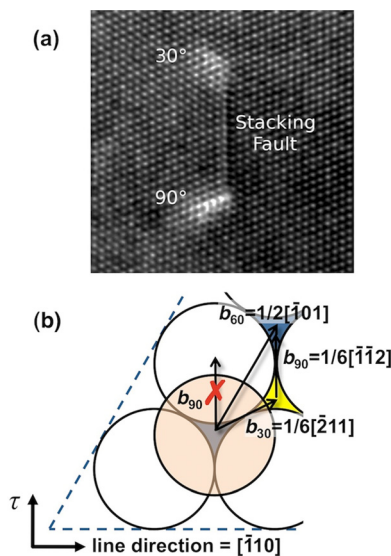 (a)
30°
Stacking
Fault
90°
(b)
b₆₀=1/2[1̄01]
b₉₀=1/6[1̄1̄2]
b₉₀
b₃₀=1/6[2̄11]
τ
line direction = [1̄10]